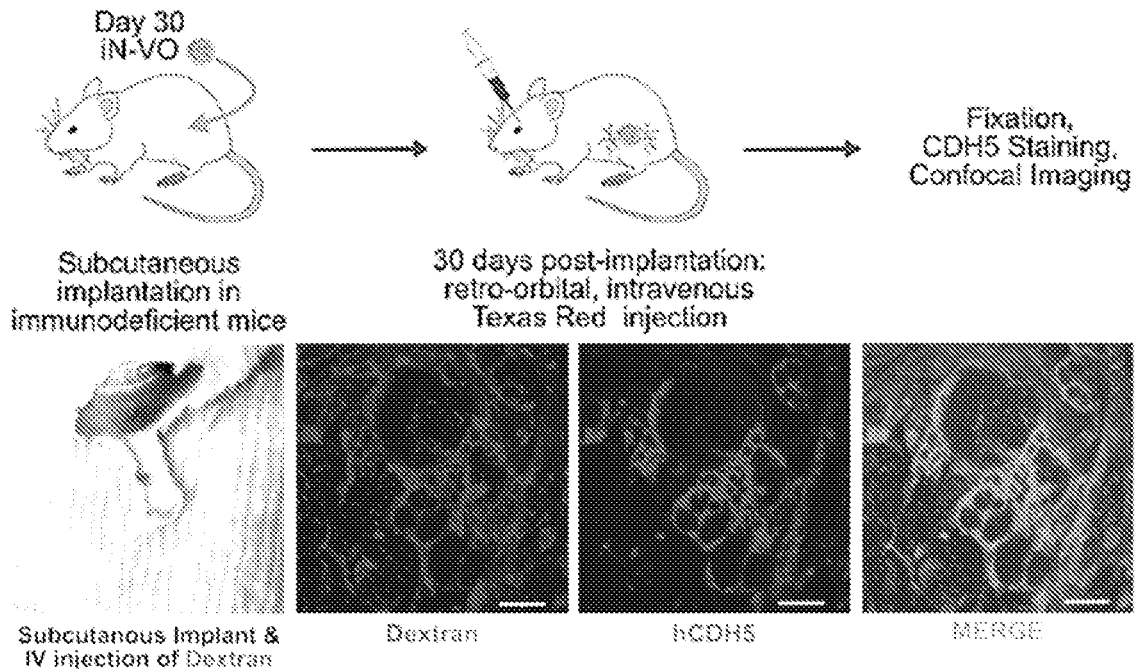 Day 30
iN-VO
Fixation,
CDH5 Staining,
Confocal Imaging
Subcutaneous
implantation in
immunodeficient mice
30 days post-implantation:
retro-orbital, intravenous
Texas Red injection
Subcutanous Implant &
IV injection of Dextran
Dextran
hCDH5
MERGE